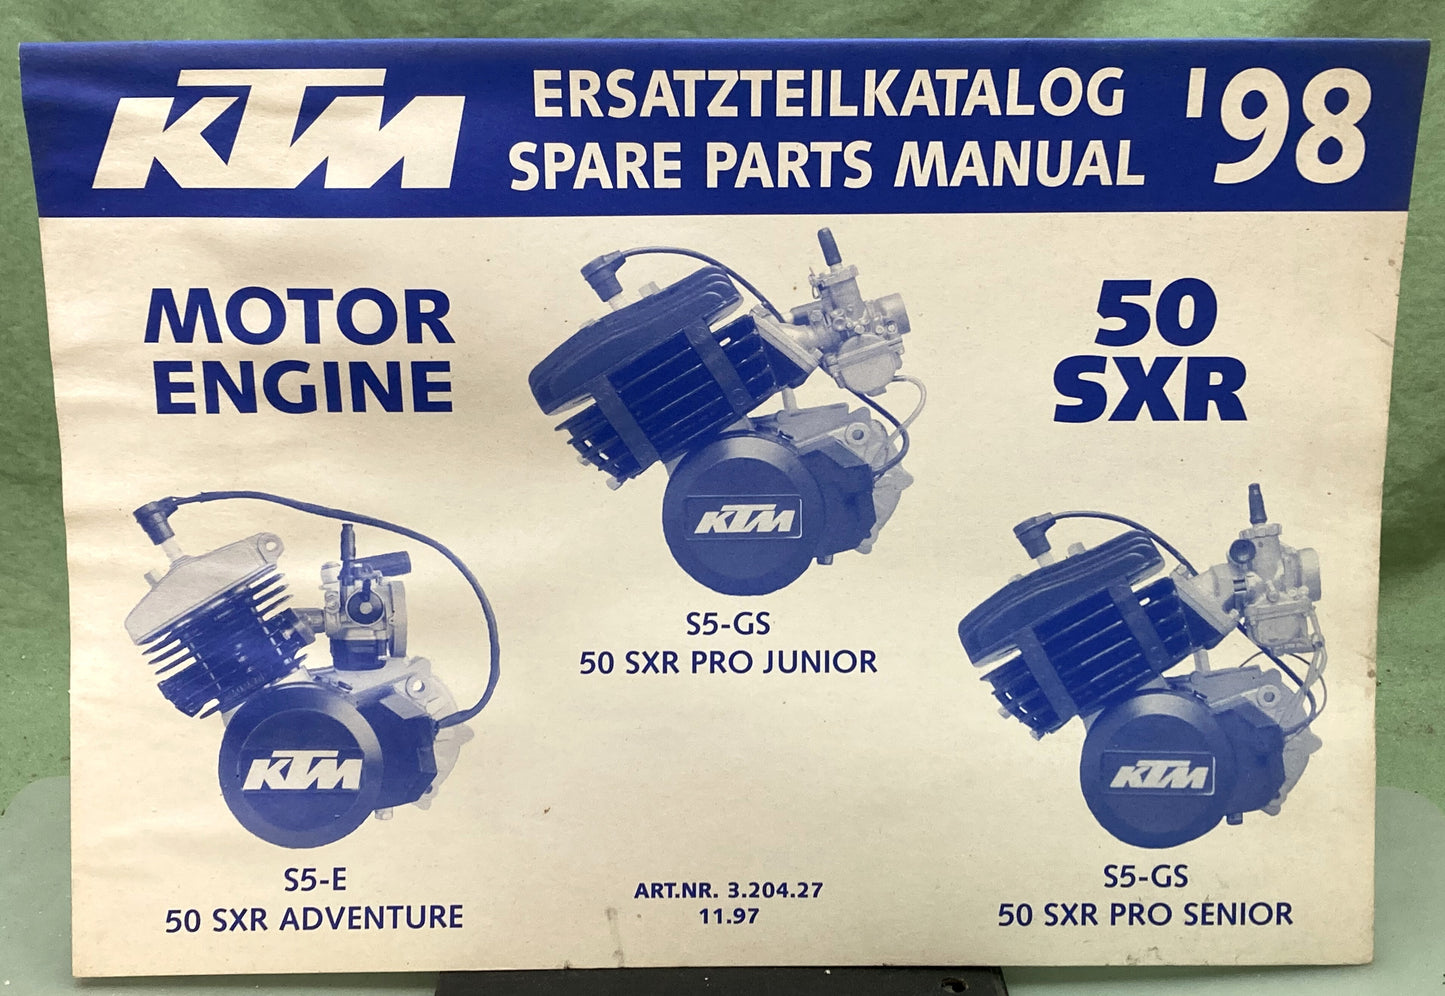 KTM
ERSATZTEILKATALOG
SPARE PARTS MANUAL
'98
MOTOR
ENGINE
50
SXR
KTM
S5-GS
50 SXR PRO JUNIOR
KTM
S5-E
50 SXR ADVENTURE
KTM
S5-GS
50 SXR PRO SENIOR
ART.NR. 3.204.27
11.97